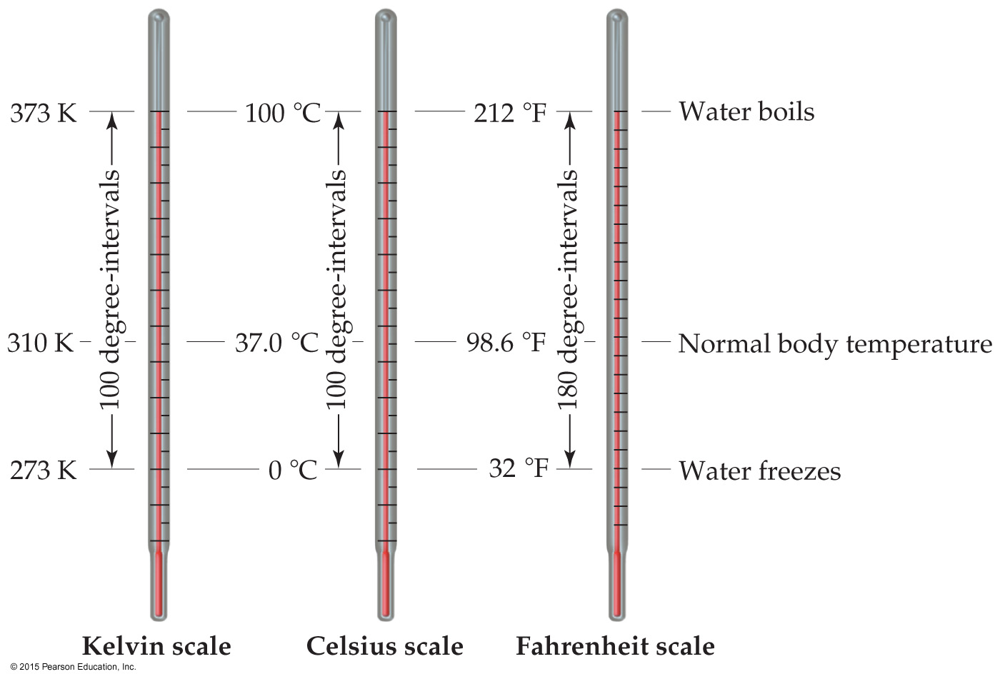 373 K
100 °C
212 °F
Water boils
100 degree-intervals
100 degree-intervals
180 degree-intervals
310 K
37.0 °C
98.6 °F
Normal body temperature
273 K
0 °C
32 °F
Water freezes
Kelvin scale
Celsius scale
Fahrenheit scale
© 2015 Pearson Education, Inc.